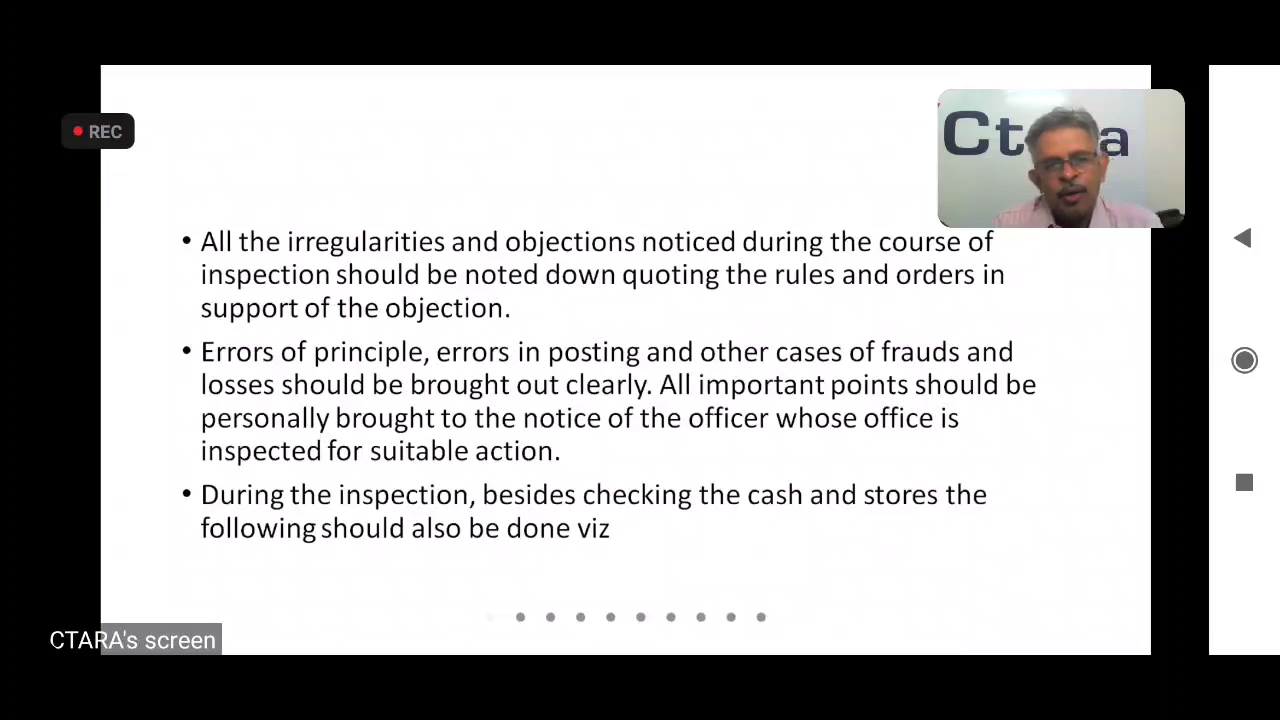 REC
Ct a
• All the irregularities and objections noticed during the course of
inspection should be noted down quoting the rules and orders in
support of the objection.
• Errors of principle, errors in posting and other cases of frauds and
losses should be brought out clearly. All important points should be
personally brought to the notice of the officer whose office is
inspected for suitable action.
• During the inspection, besides checking the cash and stores the
following should also be done viz
CTARA's screen